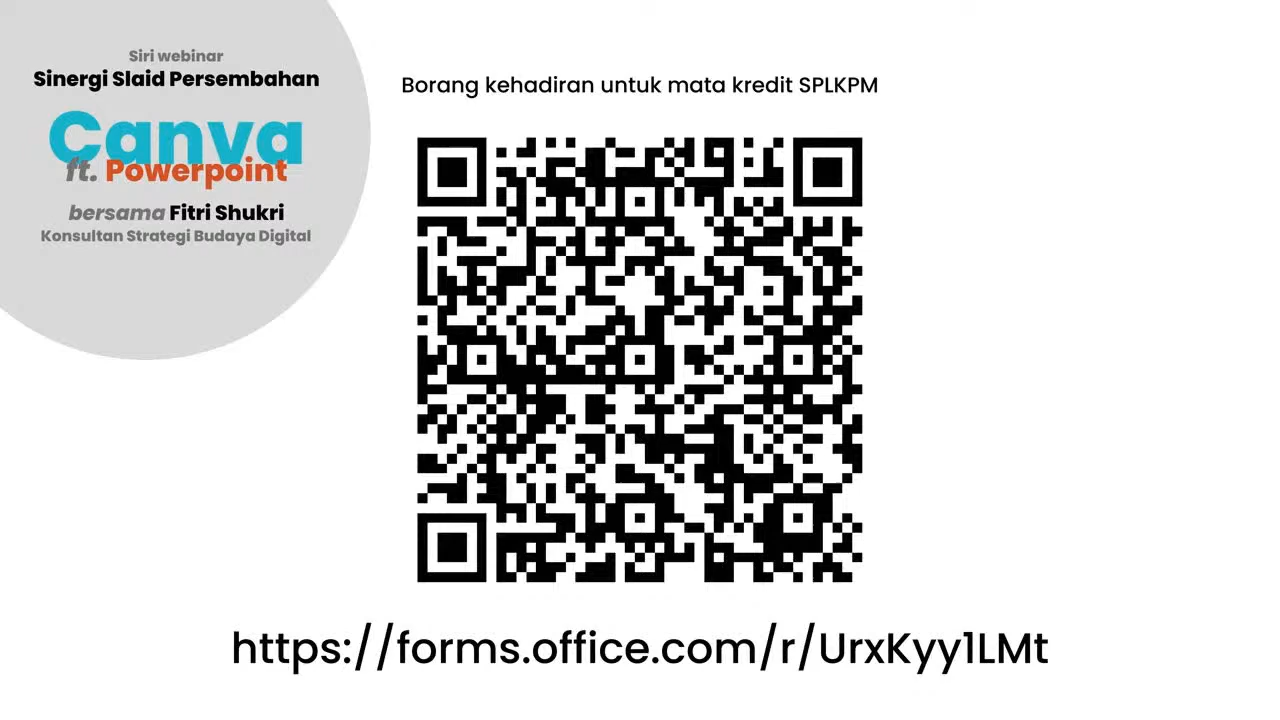 Siri webinar
Sinergi Slaid Persembahan
Canva
ft. Powerpoint
bersama Fitri Shukri
Konsultan Strategi Budaya Digital
Borang kehadiran untuk mata kredit SPLKPM
https://forms.office.com/r/UrxKyy1LMt